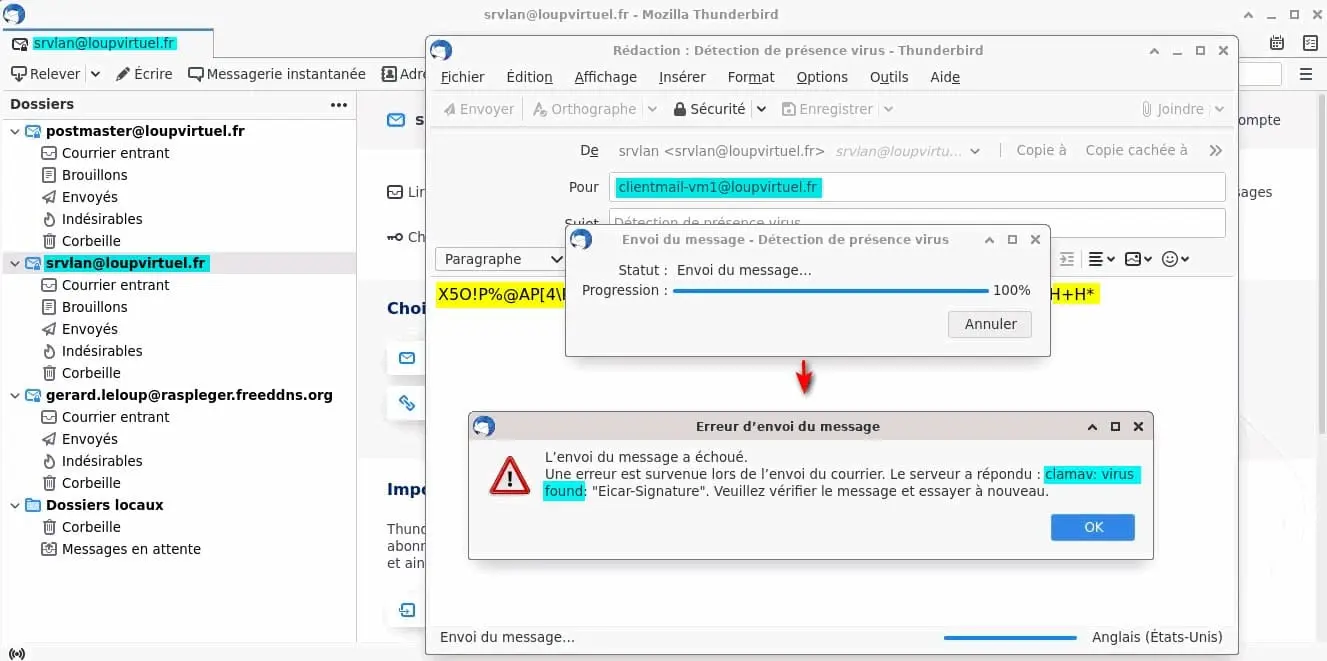 srvlan@loupvirtuel.fr - Mozilla Thunderbird
srvlan@loupvirtuel.fr
Relever Écrire Messagerie instantanée Adre
Dossiers
postmaster@loupvirtuel.fr
Courrier entrant
Brouillons
Envoyés
Indésirables
Corbeille
srvlan@loupvirtuel.fr
Courrier entrant
Brouillons
Envoyés
Indésirables
Corbeille
gerard.leloup@raspleger.freeddns.org
Courrier entrant
Envoyés
Indésirables
Corbeille
Dossiers locaux
Corbeille
Messages en attente
s
ompte
Lir
sages
Ch
Choi
Impo
Thund
abonn
et ain
Rédaction : Détection de présence virus - Thunderbird
Fichier Édition Affichage Insérer Format Options Outils Aide
Envoyer Orthographe Sécurité Enregistrer Joindre
De srvlan <srvlan@loupvirtuel.fr> srvlan@loupvirtu... Copie à Copie cachée à
Pour clientmail-vm1@loupvirtuel.fr
Sujet Détection de présence virus
Paragraphe
X5O!P%@AP[4\
H+H*
Envoi du message - Détection de présence virus
Statut : Envoi du message...
Progression : 100%
Annuler
Erreur d'envoi du message
L'envoi du message a échoué.
Une erreur est survenue lors de l'envoi du courrier. Le serveur a répondu : clamav: virus
found: "Eicar-Signature". Veuillez vérifier le message et essayer à nouveau.
OK
Envoi du message... Anglais (États-Unis)